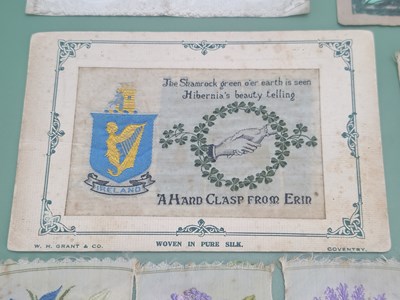 The Shamrock green o'er earth is seen
Hibernia's beauty telling
IRELAND
A HAND CLASP FROM ERIN
W. H. GRANT & CO.
WOVEN IN PURE SILK.
COVENTRY.